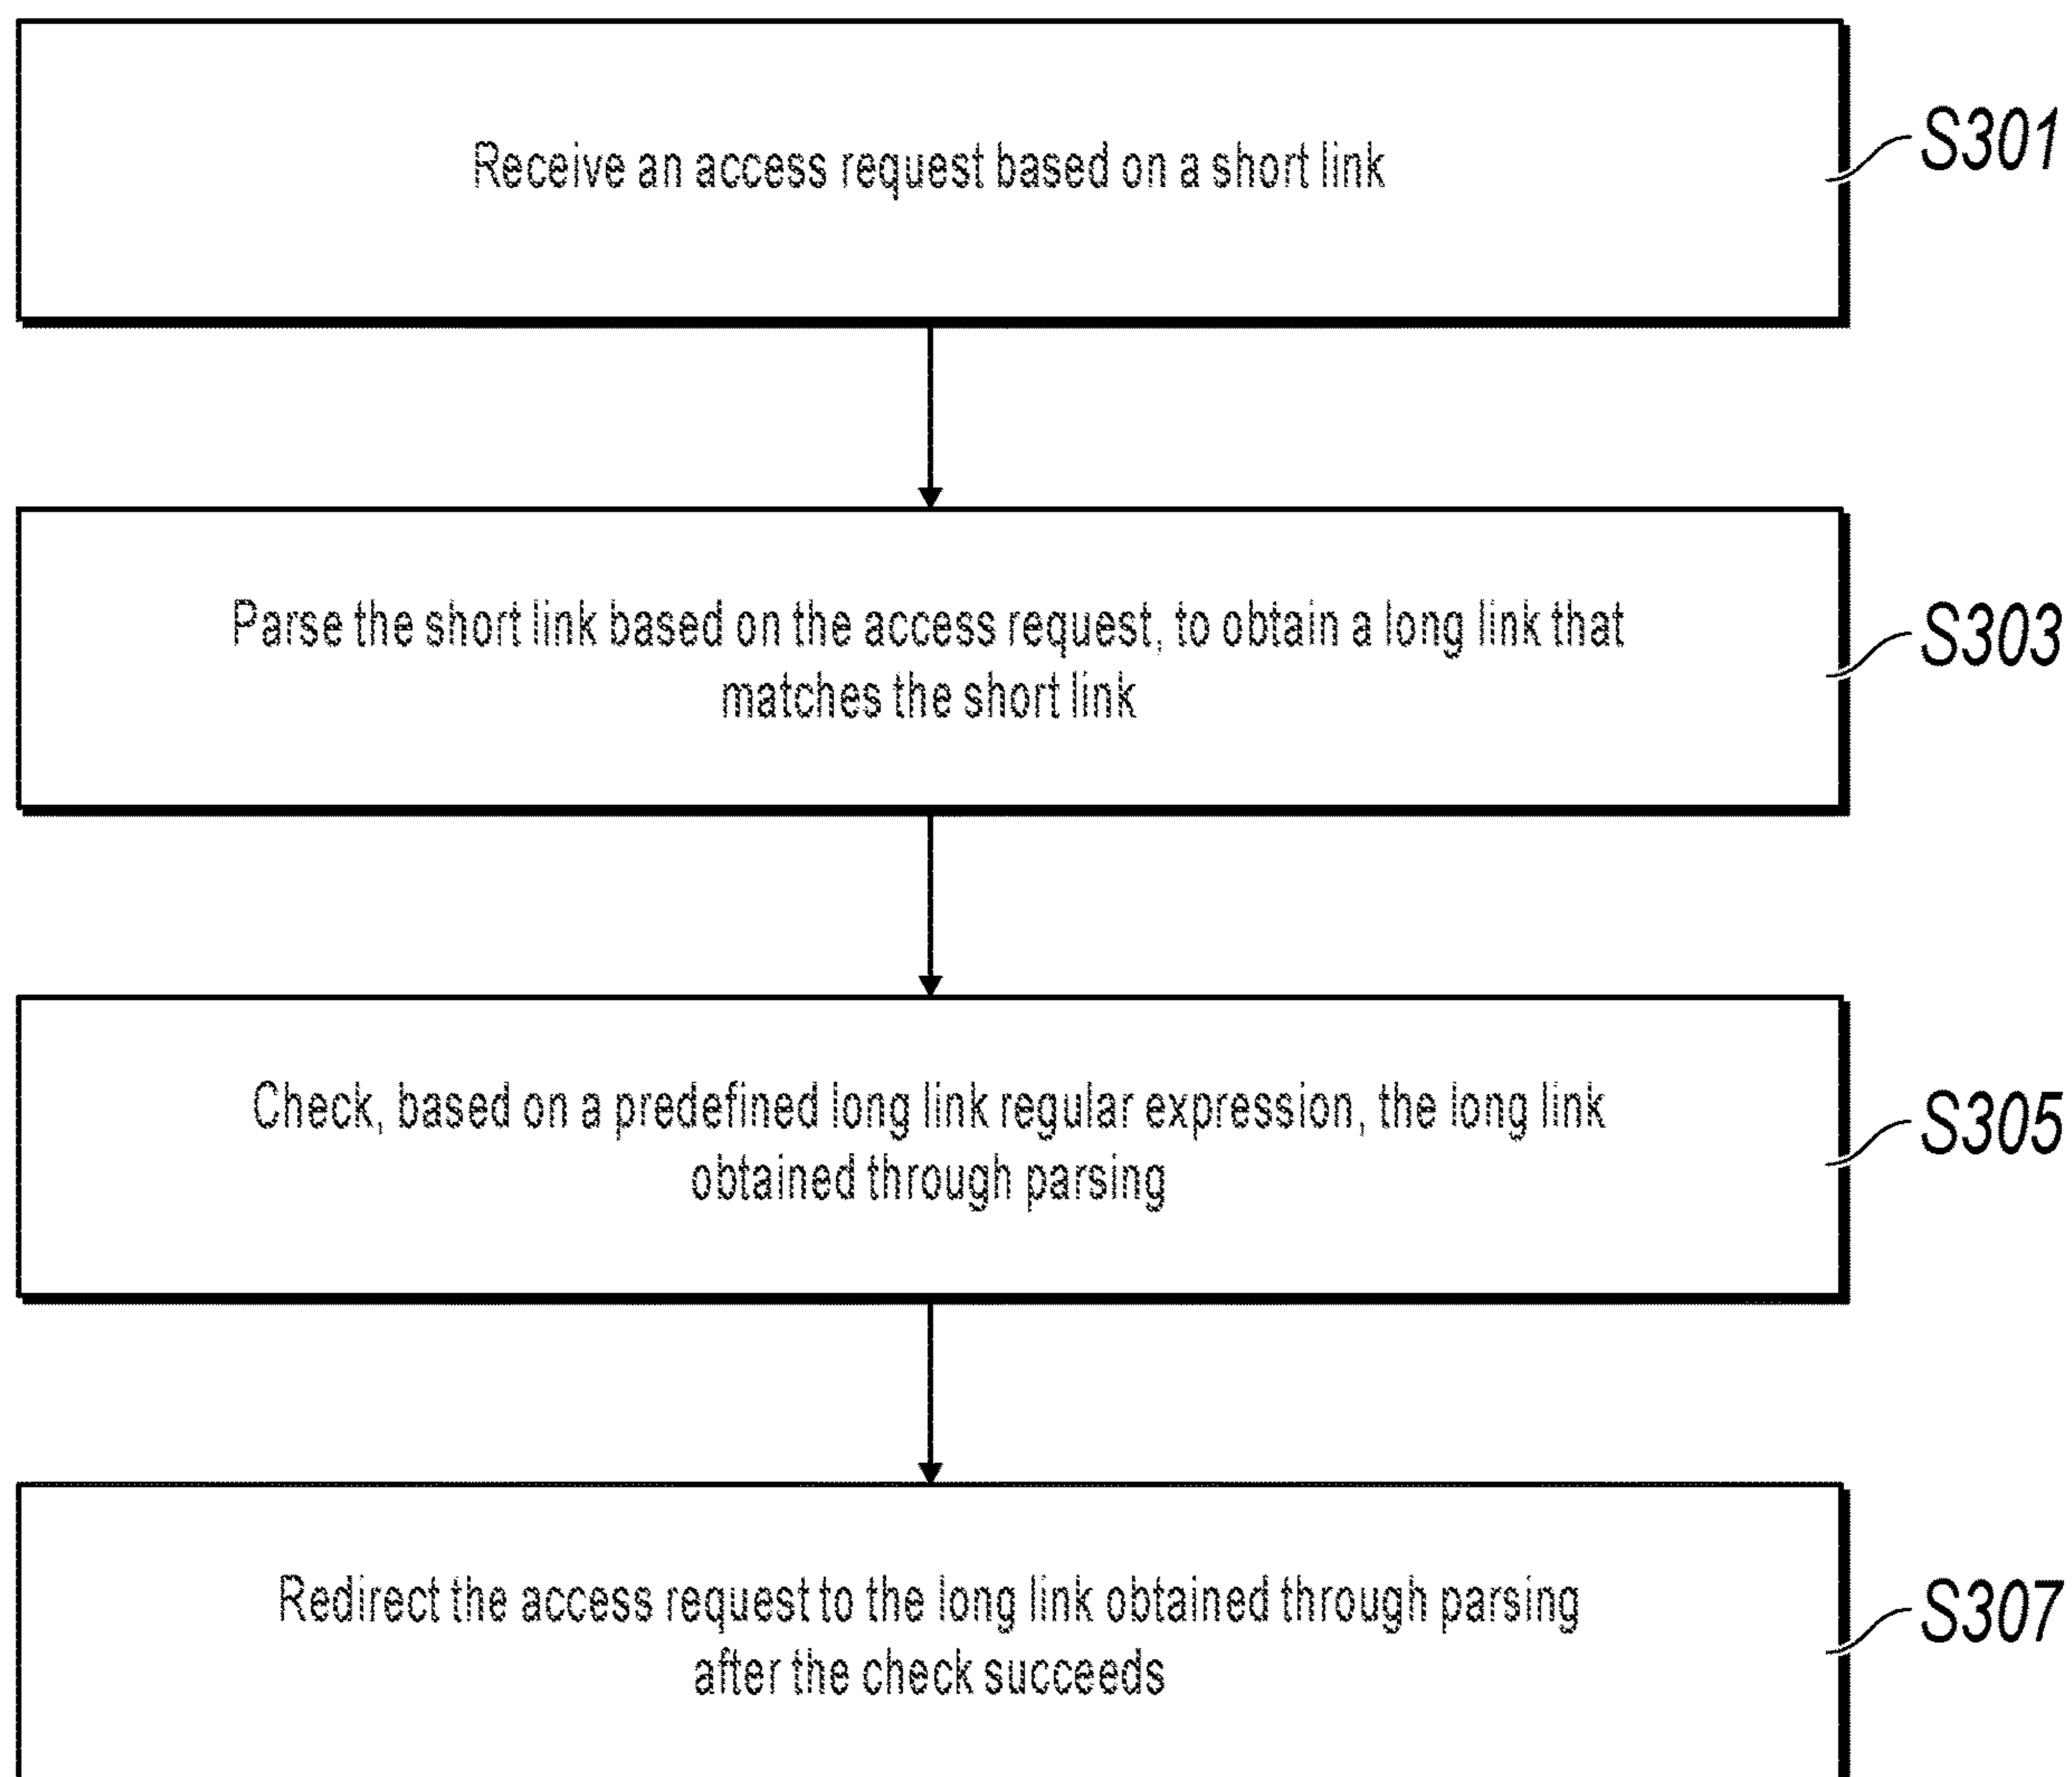 Receive an access request based on a short link
S301
Parse the short link based on the access request, to obtain a long link that
matches the short link
S303
Check, based on a predefined long link regular expression, the long link
obtained through parsing
S305
Redirect the access request to the long link obtained through parsing
after the check succeeds
S307